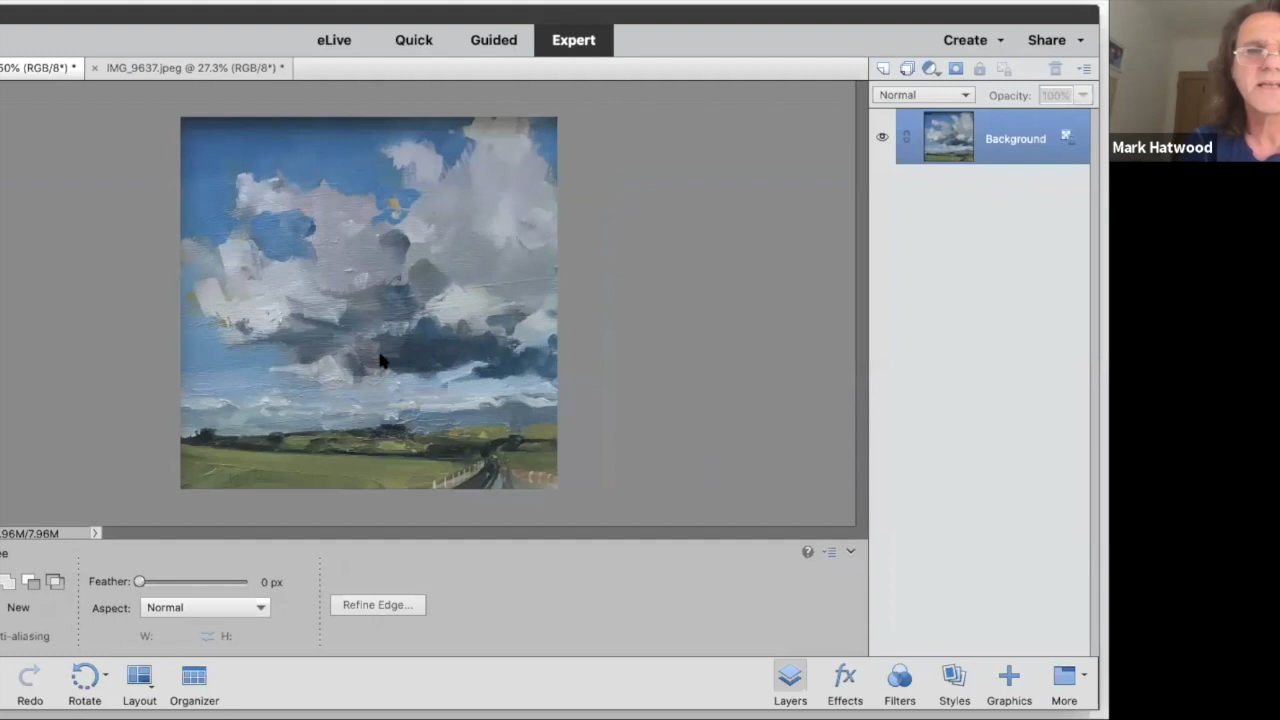 eLive Quick Guided Expert Create Share
50% (RGB/8*) * × IMG_9637.jpeg @ 27.3% (RGB/8*) *
Normal Opacity: 100%
Background
Mark Hatwood
.96M/7.96M
ee
Feather: 0 px
New Aspect: Normal Refine Edge...
ti-aliasing W: H:
Redo Rotate Layout Organizer Layers fx Effects Filters Styles Graphics More